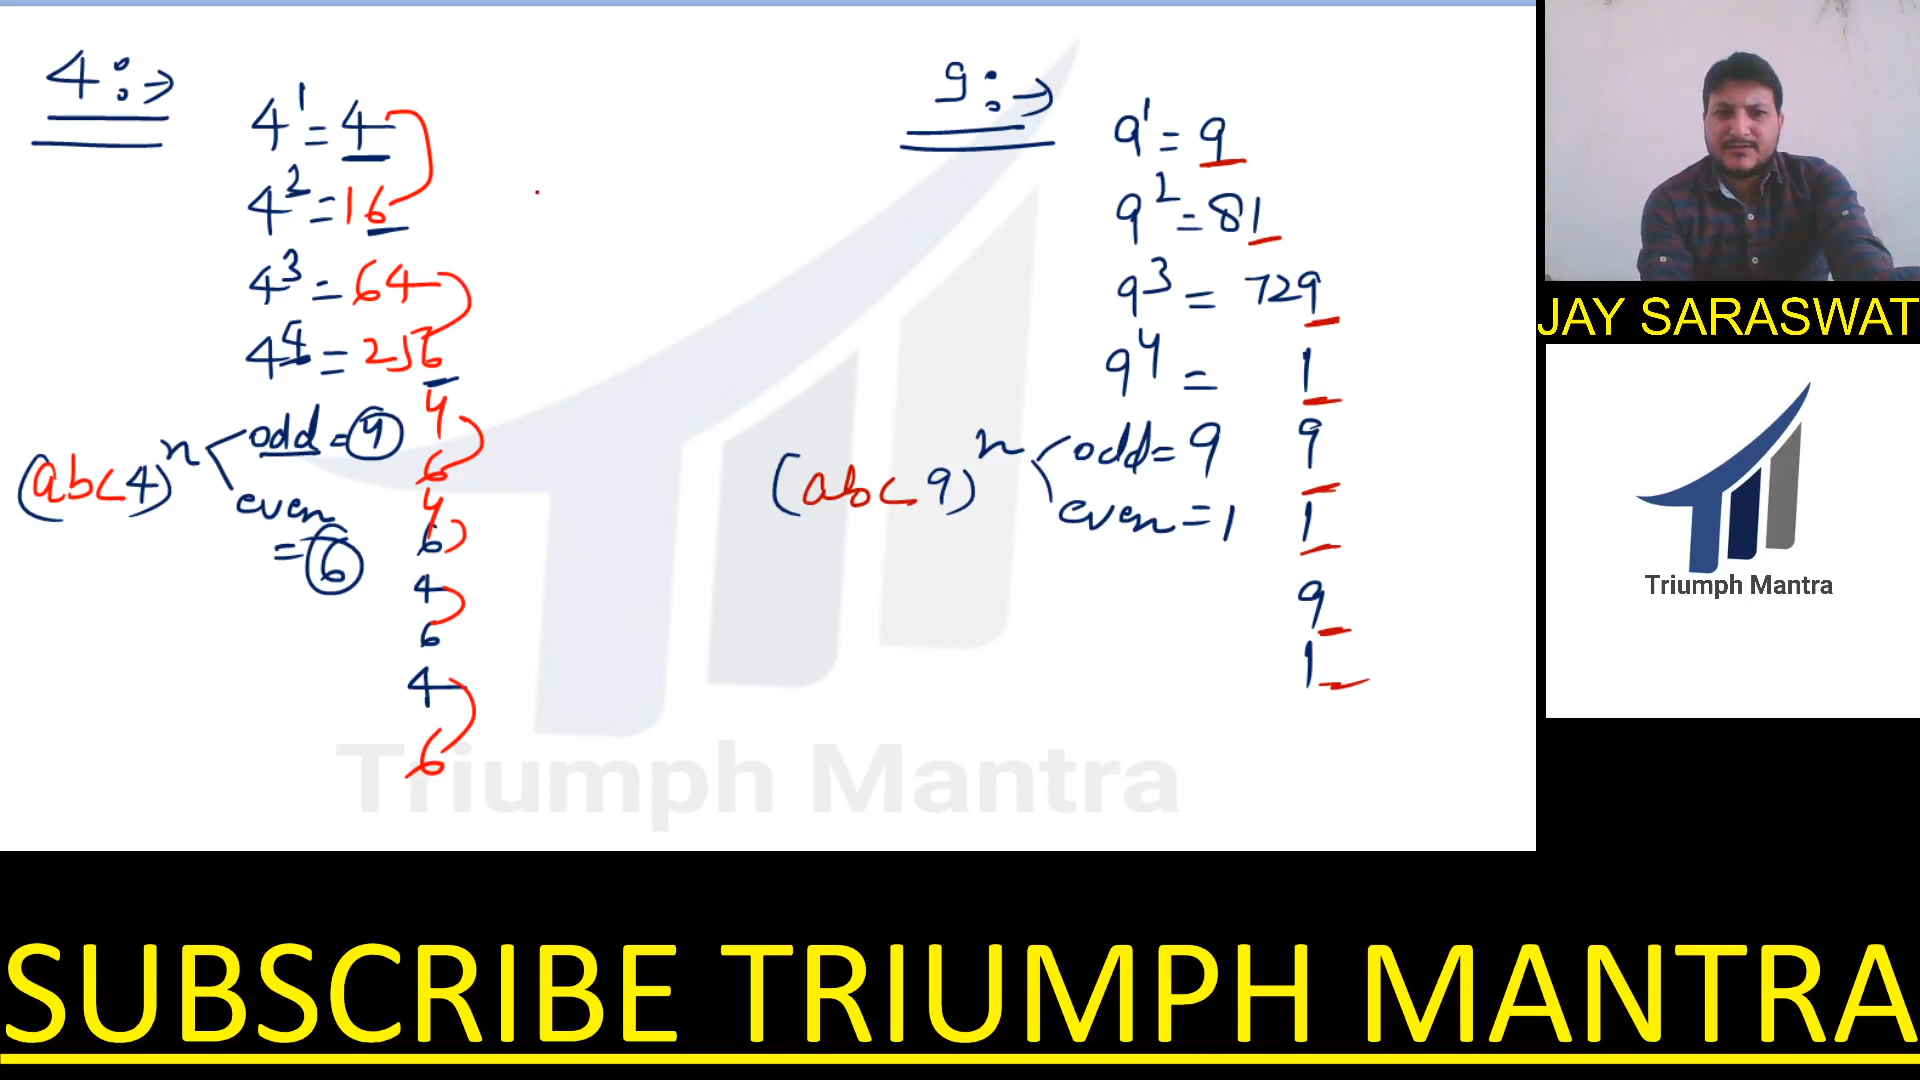 4:→
4¹ = 4
4² = 16
4³ = 64
4⁴ = 256
4
6
4
6
4
6
4
6
(abc4)ⁿ
odd = 4
even
= 6
9:→
9¹ = 9
9² = 81
9³ = 729
9⁴ = 1
9
1
9
1
(abc9)ⁿ
odd = 9
even = 1
Triumph Mantra
JAY SARASWAT
Triumph Mantra
SUBSCRIBE TRIUMPH MANTRA